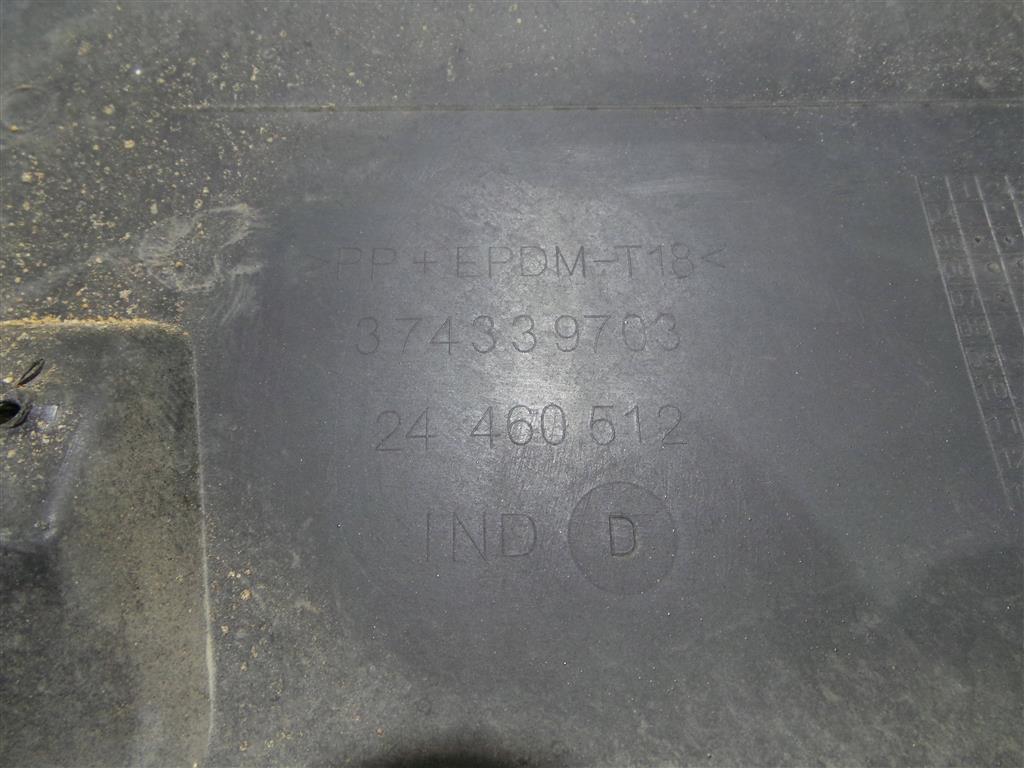 >PP+EPDM-T18<
374339703
24 460 512
IND D